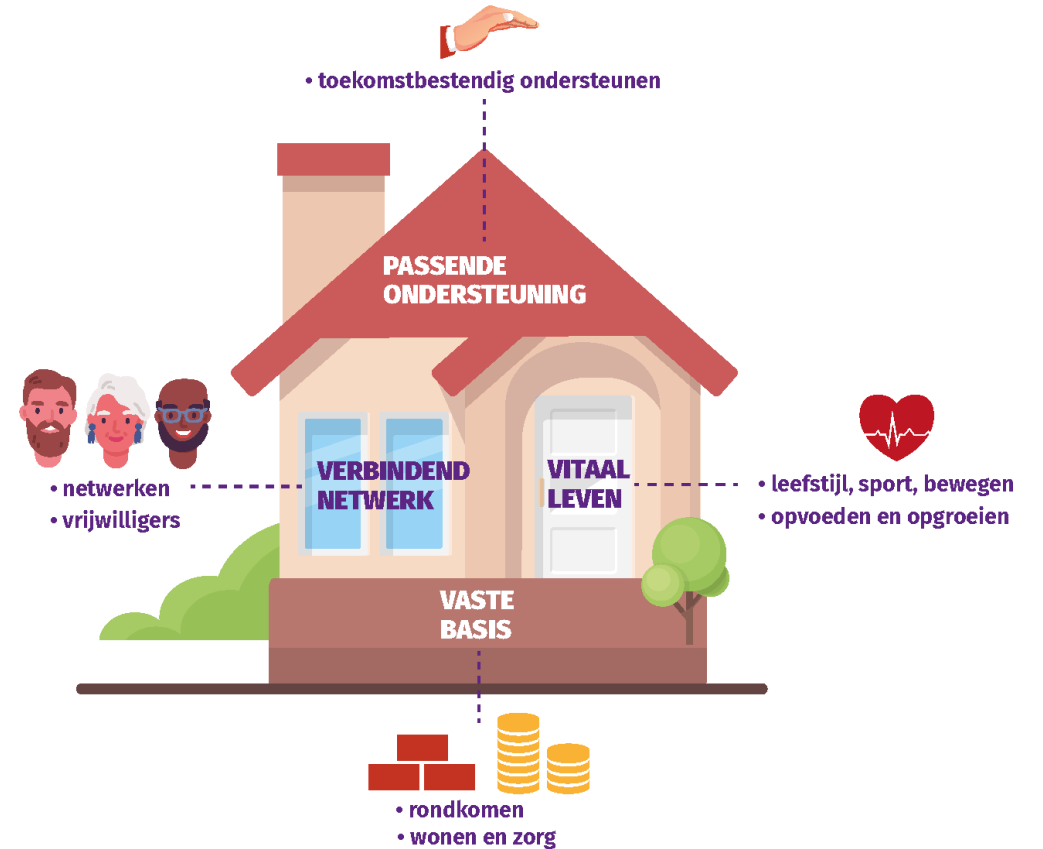 • toekomstbestendig ondersteunen
PASSENDE
ONDERSTEUNING
• netwerken
• vrijwilligers
VERBINDEND
NETWERK
VITAAL
LEVEN
• leefstijl, sport, bewegen
• opvoeden en opgroeien
VASTE
BASIS
• rondkomen
• wonen en zorg